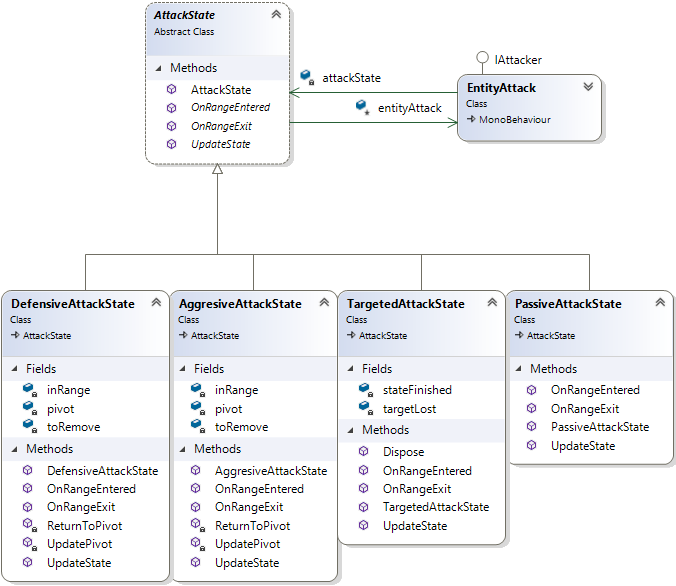 AttackState
Abstract Class
Methods
AttackState
OnRangeEntered
OnRangeExit
UpdateState
attackState
entityAttack
IAttacker
EntityAttack
Class
MonoBehaviour
DefensiveAttackState
Class
AttackState
Fields
inRange
pivot
toRemove
Methods
DefensiveAttackState
OnRangeEntered
OnRangeExit
ReturnToPivot
UpdatePivot
UpdateState
AggresiveAttackState
Class
AttackState
Fields
inRange
pivot
toRemove
Methods
AggresiveAttackState
OnRangeEntered
OnRangeExit
ReturnToPivot
UpdatePivot
UpdateState
TargetedAttackState
Class
AttackState
Fields
stateFinished
targetLost
Methods
Dispose
OnRangeEntered
OnRangeExit
TargetedAttackState
UpdateState
PassiveAttackState
Class
AttackState
Methods
OnRangeEntered
OnRangeExit
PassiveAttackState
UpdateState